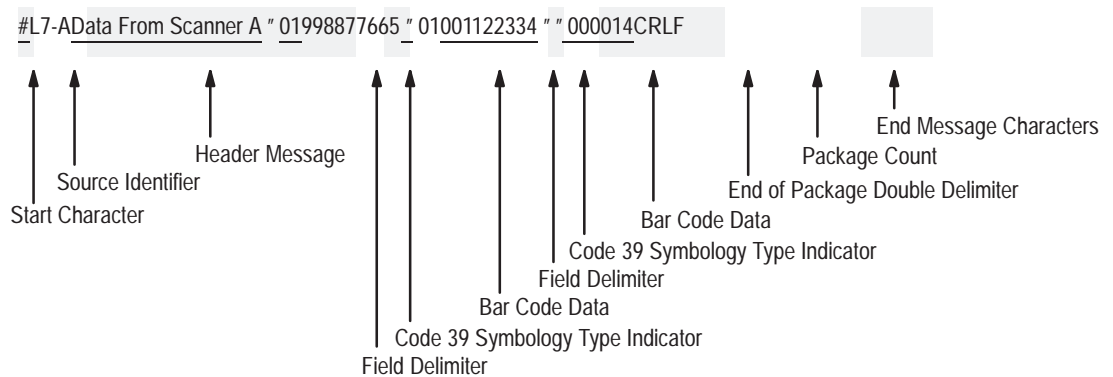 #L7-AData From Scanner A ″ 01998877665 ″ 01001122334 ″ ″ 000014CRLF
End Message Characters
Header Message
Package Count
Source Identifier
End of Package Double Delimiter
Start Character
Bar Code Data
Code 39 Symbology Type Indicator
Field Delimiter
Bar Code Data
Code 39 Symbology Type Indicator
Field Delimiter